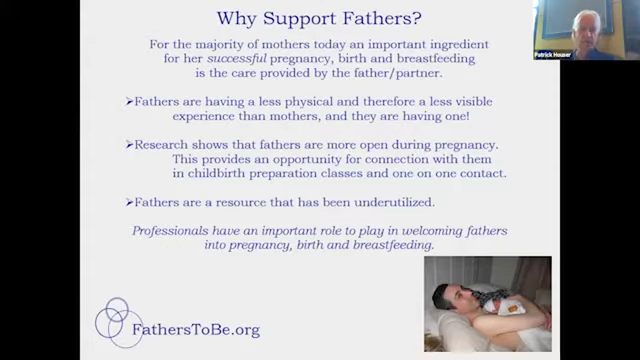 Why Support Fathers?
For the majority of mothers today an important ingredient
for her successful pregnancy, birth and breastfeeding
is the care provided by the father/partner.
➢Fathers are having a less physical and therefore a less visible
experience than mothers, and they are having one!
➢Research shows that fathers are more open during pregnancy.
This provides an opportunity for connection with them
in childbirth preparation classes and one on one contact.
➢Fathers are a resource that has been underutilized.
Professionals have an important role to play in welcoming fathers
into pregnancy, birth and breastfeeding.
FathersToBe.org
Patrick Houser